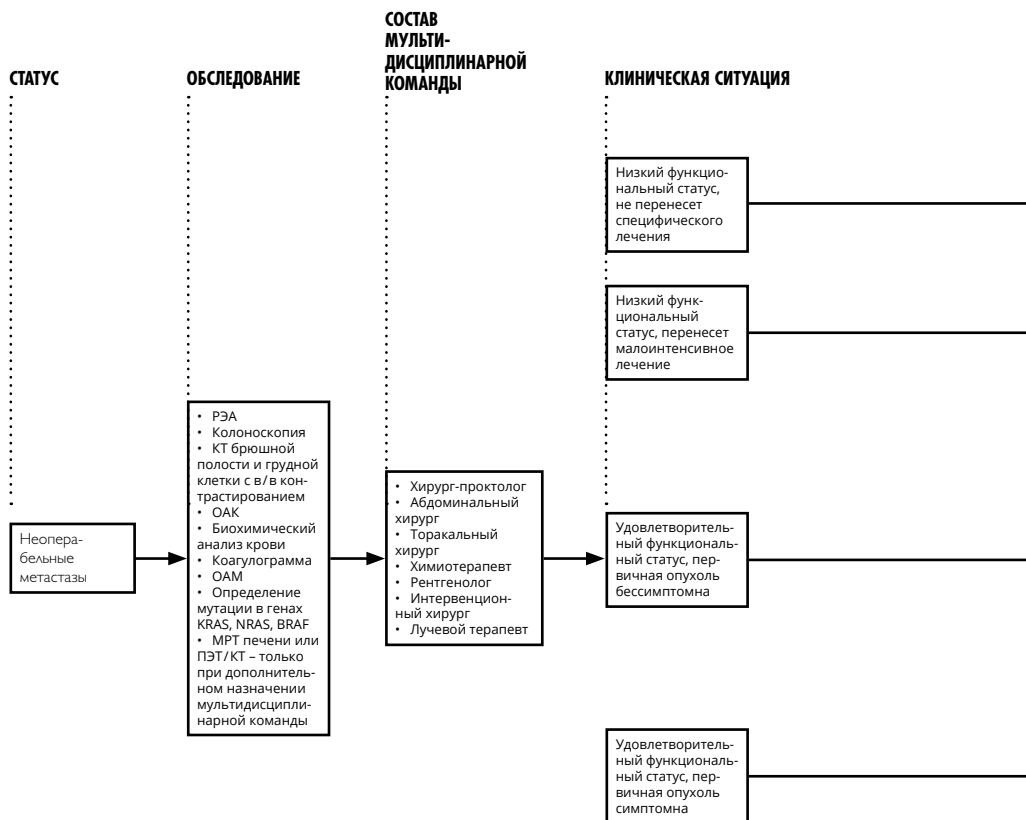 СТАТУС
ОБСЛЕДОВАНИЕ
СОСТАВ
МУЛЬТИ-
ДИСЦИПЛИНАРНОЙ
КОМАНДЫ
КЛИНИЧЕСКАЯ СИТУАЦИЯ
Неопера-
бельные
метастазы
• РЭА
• Колоноскопия
• КТ брюшной
полости и грудной
клетки с в/в кон-
трастированием
• ОАК
• Биохимический
анализ крови
• Коагулограмма
• ОАМ
• Определение
мутации в генах
KRAS, NRAS, BRAF
• МРТ печени или
ПЭТ/КТ – только
при дополнитель-
ном назначении
мультидисципли-
нарной команды
• Хирург-проктолог
• Абдоминальный
хирург
• Торакальный
хирург
• Химиотерапевт
• Рентгенолог
• Интервенцион-
ный хирург
• Лучевой терапевт
Низкий функцио-
нальный статус,
не перенесет
специфического
лечения
Низкий функ-
циональный
статус, перенесет
малоинтенсивное
лечение
Удовлетворитель-
ный функциональ-
ный статус, пер-
вичная опухоль
бессимптомна
Удовлетворитель-
ный функциональ-
ный статус, пер-
вичная опухоль
симптомна